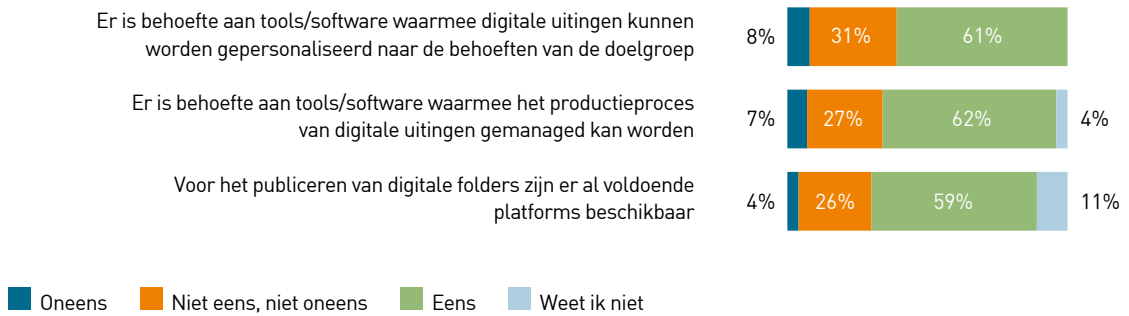 Er is behoefte aan tools/software waarmee digitale uitingen kunnen
worden gepersonaliseerd naar de behoeften van de doelgroep
8% 31% 61%
Er is behoefte aan tools/software waarmee het productieproces
van digitale uitingen gemanaged kan worden
7% 27% 62% 4%
Voor het publiceren van digitale folders zijn er al voldoende
platforms beschikbaar
4% 26% 59% 11%
Oneens Niet eens, niet oneens Eens Weet ik niet